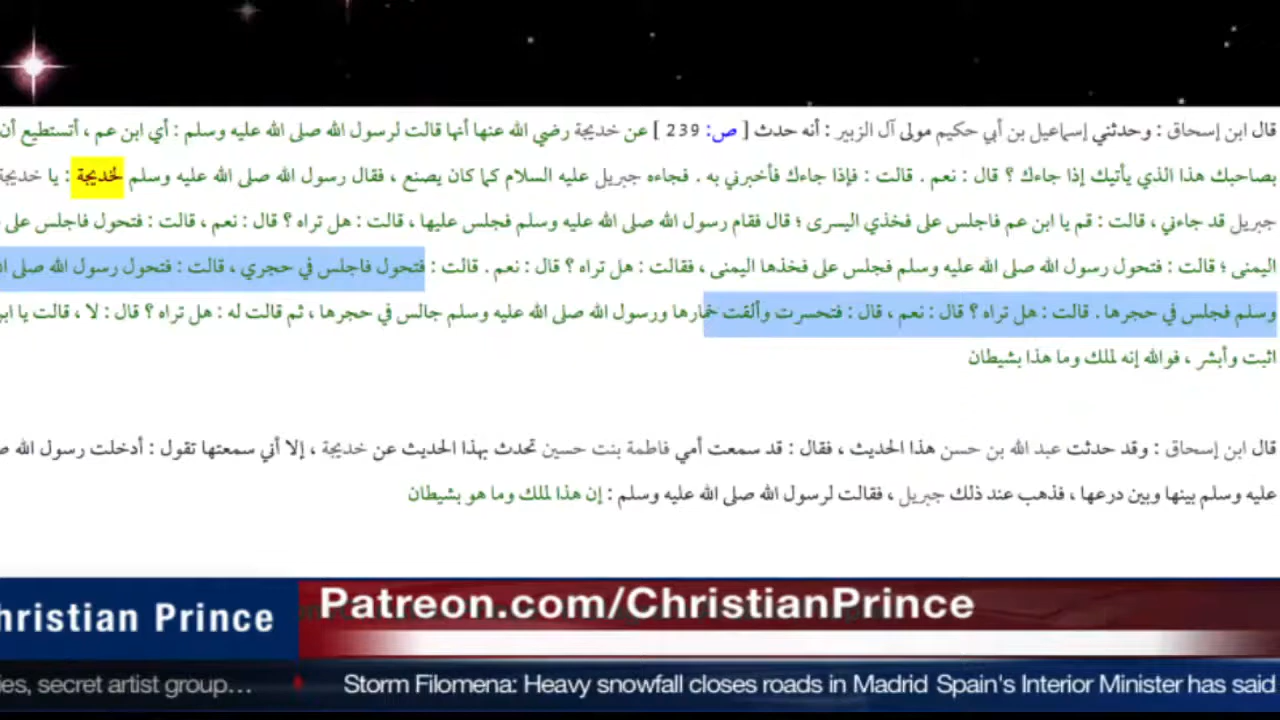 قال ابن إسحاق : وحدثني إسماعيل بن أبي حكيم مولى آل الزبير : أنه حدث [ ص: 239 ] عن خديجة رضي الله عنها أنها قالت لرسول الله صلى الله عليه وسلم : أي ابن عم ، أتستطيع أن
بصاحبك هذا الذي يأتيك إذا جاءك ؟ قال : نعم . قالت : فإذا جاءك فأخبرني به . فجاءه جبريل عليه السلام كما كان يصنع ، فقال رسول الله صلى الله عليه وسلم لخديجة : يا خديجة
جبريل قد جاءني ، قالت : قم يا ابن عم فاجلس على فخذي اليسرى ؛ قال فقام رسول الله صلى الله عليه وسلم فجلس عليها ، قالت : هل تراه ؟ قال : نعم ، قالت : فتحول فاجلس على
اليمنى ؛ قالت : فتحول رسول الله صلى الله عليه وسلم فجلس على فخذها اليمنى ، فقالت : هل تراه ؟ قال : نعم . قالت : فتحول فاجلس في حجري ، قالت : فتحول رسول الله صلى
وسلم فجلس في حجرها . قالت : هل تراه ؟ قال : نعم ، قال : فتحسرت وألقت خمارها ورسول الله صلى الله عليه وسلم جالس في حجرها ، ثم قالت له : هل تراه ؟ قال : لا ، قالت يا
اثبت وأبشر ، فوالله إنه لملك وما هذا بشيطان
قال ابن إسحاق : وقد حدثت عبد الله بن حسن هذا الحديث ، فقال : قد سمعت أمي فاطمة بنت حسين تحدث بهذا الحديث عن خديجة ، إلا أني سمعتها تقول : أدخلت رسول الله
عليه وسلم بينها وبين درعها ، فذهب عند ذلك جبريل ، فقالت لرسول الله صلى الله عليه وسلم : إن هذا لملك وما هو بشيطان
hristian Prince
Patreon.com/ChristianPrince
ies, secret artist group…
Storm Filomena: Heavy snowfall closes roads in Madrid Spain's Interior Minister has said